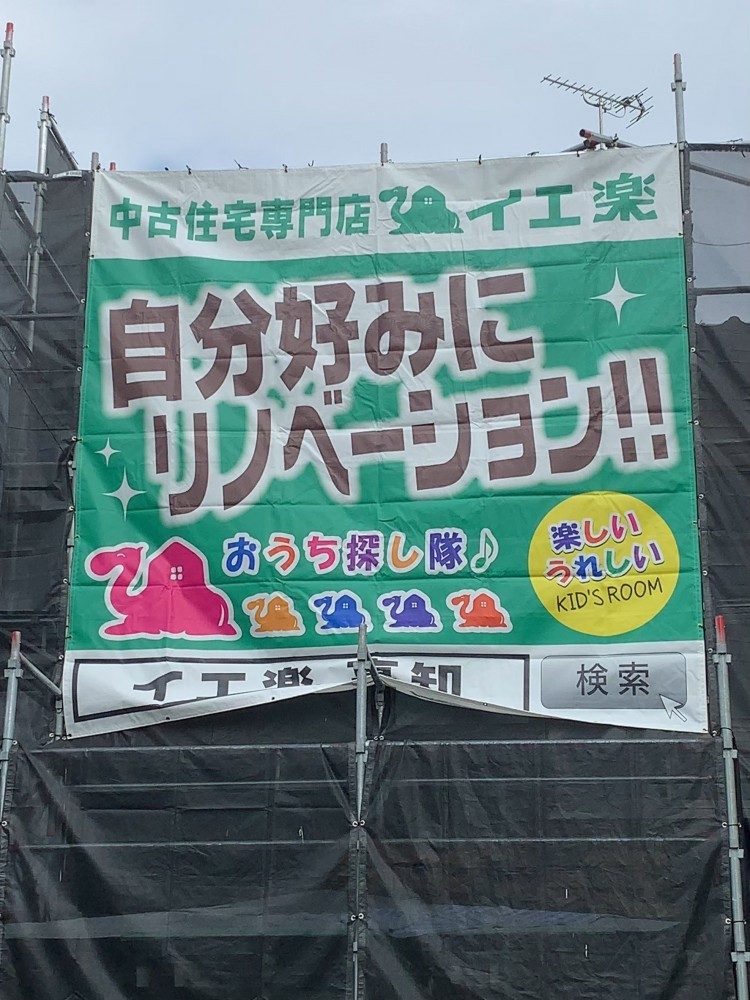 中古住宅専門店 イエ楽
自分好みに
リノベーション!!
おうち探し隊♪
楽しい
うれしい
KID'S ROOM
イエ楽 高知
検索